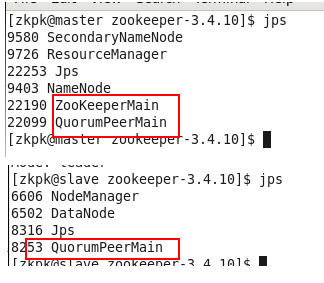 [zkpk@master zookeeper-3.4.10]$ jps
9580 SecondaryNameNode
9726 ResourceManager
22253 Jps
9403 NameNode
22190 ZooKeeperMain
22099 QuorumPeerMain
[zkpk@master zookeeper-3.4.10]$
[zkpk@slave zookeeper-3.4.10]$ jps
6606 NodeManager
6502 DataNode
8316 Jps
8253 QuorumPeerMain
[zkpk@slave zookeeper-3.4.10]$